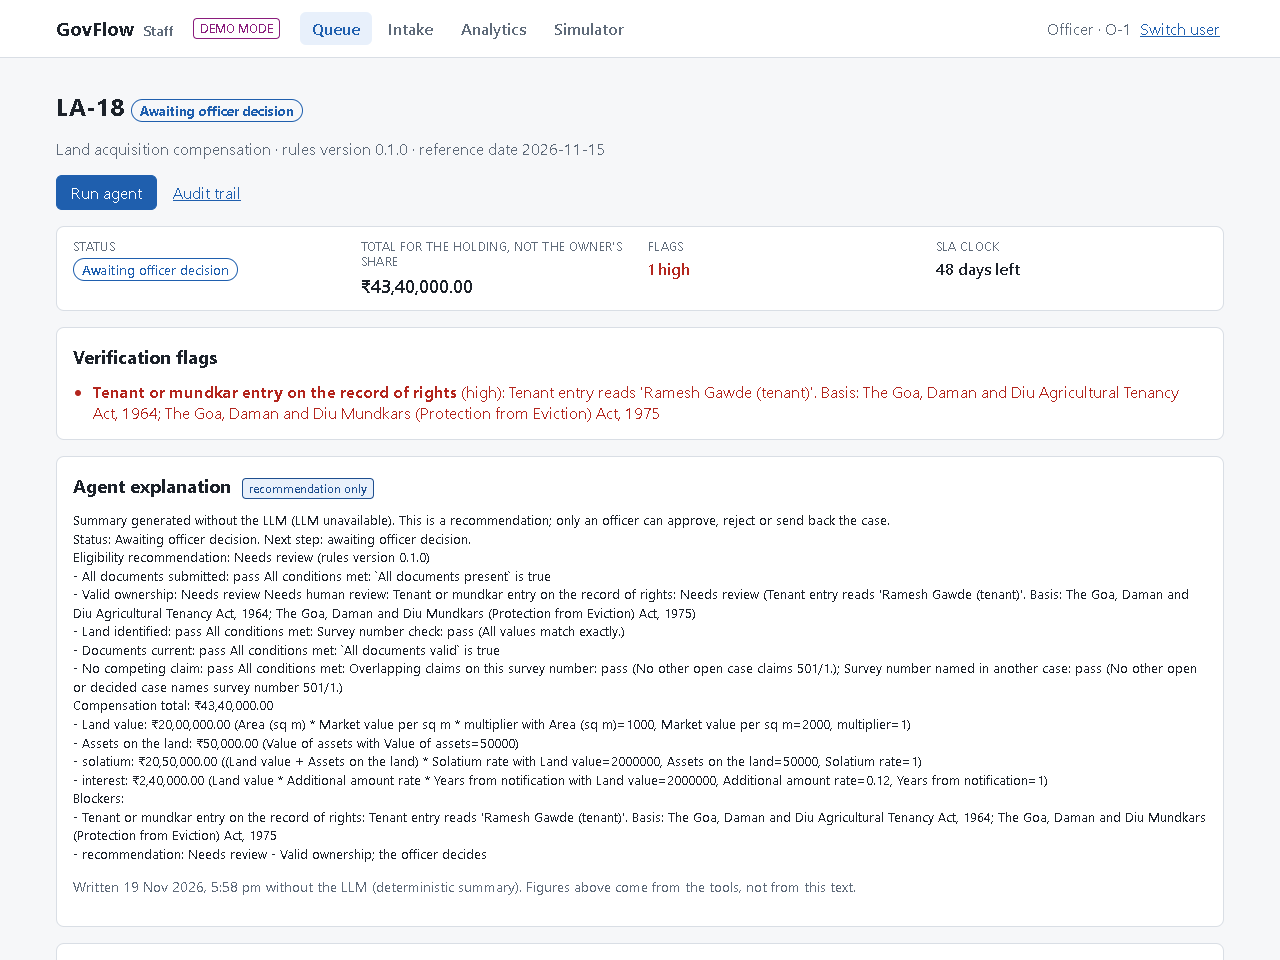 GovFlow Staff DEMO MODE Queue Intake Analytics Simulator Officer · O-1 Switch user
LA-18 Awaiting officer decision
Land acquisition compensation · rules version 0.1.0 · reference date 2026-11-15
Run agent Audit trail
STATUS
Awaiting officer decision
TOTAL FOR THE HOLDING, NOT THE OWNER'S
SHARE
₹43,40,000.00
FLAGS
1 high
SLA CLOCK
48 days left
Verification flags
• Tenant or mundkar entry on the record of rights (high): Tenant entry reads 'Ramesh Gawde (tenant)'. Basis: The Goa, Daman and Diu Agricultural Tenancy
Act, 1964; The Goa, Daman and Diu Mundkars (Protection from Eviction) Act, 1975
Agent explanation recommendation only
Summary generated without the LLM (LLM unavailable). This is a recommendation; only an officer can approve, reject or send back the case.
Status: Awaiting officer decision. Next step: awaiting officer decision.
Eligibility recommendation: Needs review (rules version 0.1.0)
- All documents submitted: pass All conditions met: `All documents present` is true
- Valid ownership: Needs review Needs human review: Tenant or mundkar entry on the record of rights: Needs review (Tenant entry reads 'Ramesh Gawde (tenant)'. Basis: The Goa, Daman and
Diu Agricultural Tenancy Act, 1964; The Goa, Daman and Diu Mundkars (Protection from Eviction) Act, 1975)
- Land identified: pass All conditions met: Survey number check: pass (All values match exactly.)
- Documents current: pass All conditions met: `All documents valid` is true
- No competing claim: pass All conditions met: Overlapping claims on this survey number: pass (No other open case claims 501/1.); Survey number named in another case: pass (No other open
or decided case names survey number 501/1.)
Compensation total: ₹43,40,000.00
- Land value: ₹20,00,000.00 (Area (sq m) * Market value per sq m * multiplier with Area (sq m)=1000, Market value per sq m=2000, multiplier=1)
- Assets on the land: ₹50,000.00 (Value of assets with Value of assets=50000)
- solatium: ₹20,50,000.00 ((Land value + Assets on the land) * Solatium rate with Land value=2000000, Assets on the land=50000, Solatium rate=1)
- interest: ₹2,40,000.00 (Land value * Additional amount rate * Years from notification with Land value=2000000, Additional amount rate=0.12, Years from notification=1)
Blockers:
- Tenant or mundkar entry on the record of rights: Tenant entry reads 'Ramesh Gawde (tenant)'. Basis: The Goa, Daman and Diu Agricultural Tenancy Act, 1964; The Goa, Daman and Diu Mundkars
(Protection from Eviction) Act, 1975
- recommendation: Needs review - Valid ownership; the officer decides
Written 19 Nov 2026, 5:58 pm without the LLM (deterministic summary). Figures above come from the tools, not from this text.